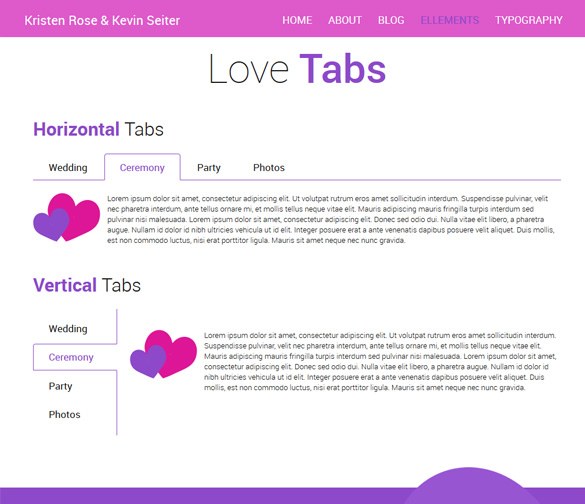 Kristen Rose & Kevin Seiter
HOME ABOUT BLOG ELLEMENTS TYPOGRAPHY
Love Tabs
Horizontal Tabs
Wedding Ceremony Party Photos
Lorem ipsum dolor sit amet, consectetur adipiscing elit. Ut volutpat rutrum eros amet sollicitudin interdum. Suspendisse pulvinar, velit
nec pharetra interdum, ante tellus ornare mi, et mollis tellus neque vitae elit. Mauris adipiscing mauris fringilla turpis interdum sed
pulvinar nisi malesuada. Lorem ipsum dolor sit amet, consectetur adipiscing elit. Donec sed odio dui. Nulla vitae elit libero, a pharetra
augue. Nullam id dolor id nibh ultricies vehicula ut id elit. Integer posuere erat a ante venenatis dapibus posuere velit aliquet. Duis mollis,
est non commodo luctus, nisi erat porttitor ligula. Mauris sit amet neque nec nunc gravida.
Vertical Tabs
Wedding
Ceremony
Party
Photos
Lorem ipsum dolor sit amet, consectetur adipiscing elit. Ut volutpat rutrum eros amet sollicitudin interdum.
Suspendisse pulvinar, velit nec pharetra interdum, ante tellus ornare mi, et mollis tellus neque vitae elit.
Mauris adipiscing mauris fringilla turpis interdum sed pulvinar nisi malesuada. Lorem ipsum dolor sit amet,
consectetur adipiscing elit. Donec sed odio dui. Nulla vitae elit libero, a pharetra augue. Nullam id dolor id
nibh ultricies vehicula ut id elit. Integer posuere erat a ante venenatis dapibus posuere velit aliquet. Duis
mollis, est non commodo luctus, nisi erat porttitor ligula. Mauris sit amet neque nec nunc gravida.